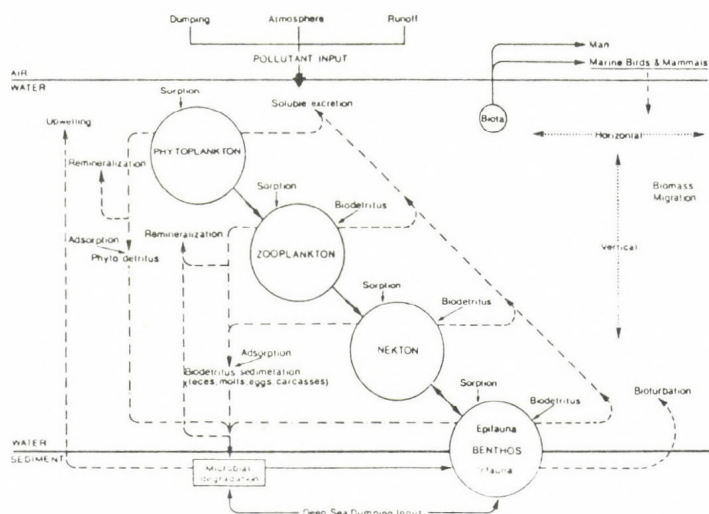 Dumping Atmosphere Runoff
POLLUTANT INPUT
Man
Marine Birds & Mammals
AIR
WATER
Sorption
Soluble excretion
Biota
Upwelling
Horizontal
PHYTOPLANKTON
Remineralization
Sorption
Biomass
Migration
Biodetritus
Adsorption
Remineralization
Phyto detritus
ZOOPLANKTON
Vertical
Sorption
Biodetritus
NEKTON
Adsorption
Biodetritus sedimetation
(feces, molts, eggs, carcasses)
Sorption
Biodetritus
Bioturbation
Epifauna
WATER
BENTHOS
SEDIMENT
Microbial
degradation
Infauna
Deep Sea Dumping Input